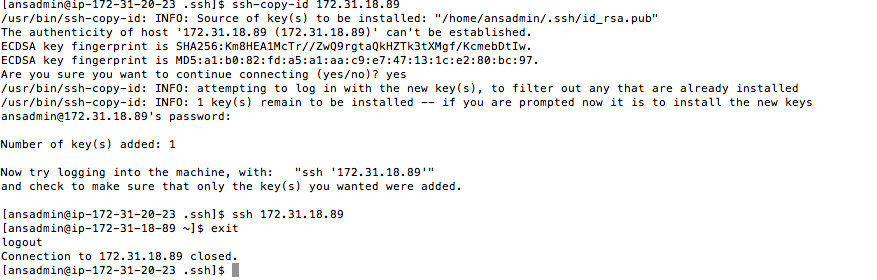 [ansadmin@ip-172-31-20-23 .ssh]$ ssh-copy-id 172.31.18.89
/usr/bin/ssh-copy-id: INFO: Source of key(s) to be installed: "/home/ansadmin/.ssh/id_rsa.pub"
The authenticity of host '172.31.18.89 (172.31.18.89)' can't be established.
ECDSA key fingerprint is SHA256:Km8HEA1McTr//ZwQ9rgtaQkHZTk3tXMgf/KcmebDtIw.
ECDSA key fingerprint is MD5:a1:b0:82:fd:a5:a1:aa:c9:e7:47:13:1c:e2:80:bc:97.
Are you sure you want to continue connecting (yes/no)? yes
/usr/bin/ssh-copy-id: INFO: attempting to log in with the new key(s), to filter out any that are already installed
/usr/bin/ssh-copy-id: INFO: 1 key(s) remain to be installed -- if you are prompted now it is to install the new keys
ansadmin@172.31.18.89's password:
Number of key(s) added: 1
Now try logging into the machine, with:   "ssh '172.31.18.89'"
and check to make sure that only the key(s) you wanted were added.
[ansadmin@ip-172-31-20-23 .ssh]$ ssh 172.31.18.89
[ansadmin@ip-172-31-18-89 ~]$ exit
logout
Connection to 172.31.18.89 closed.
[ansadmin@ip-172-31-20-23 .ssh]$